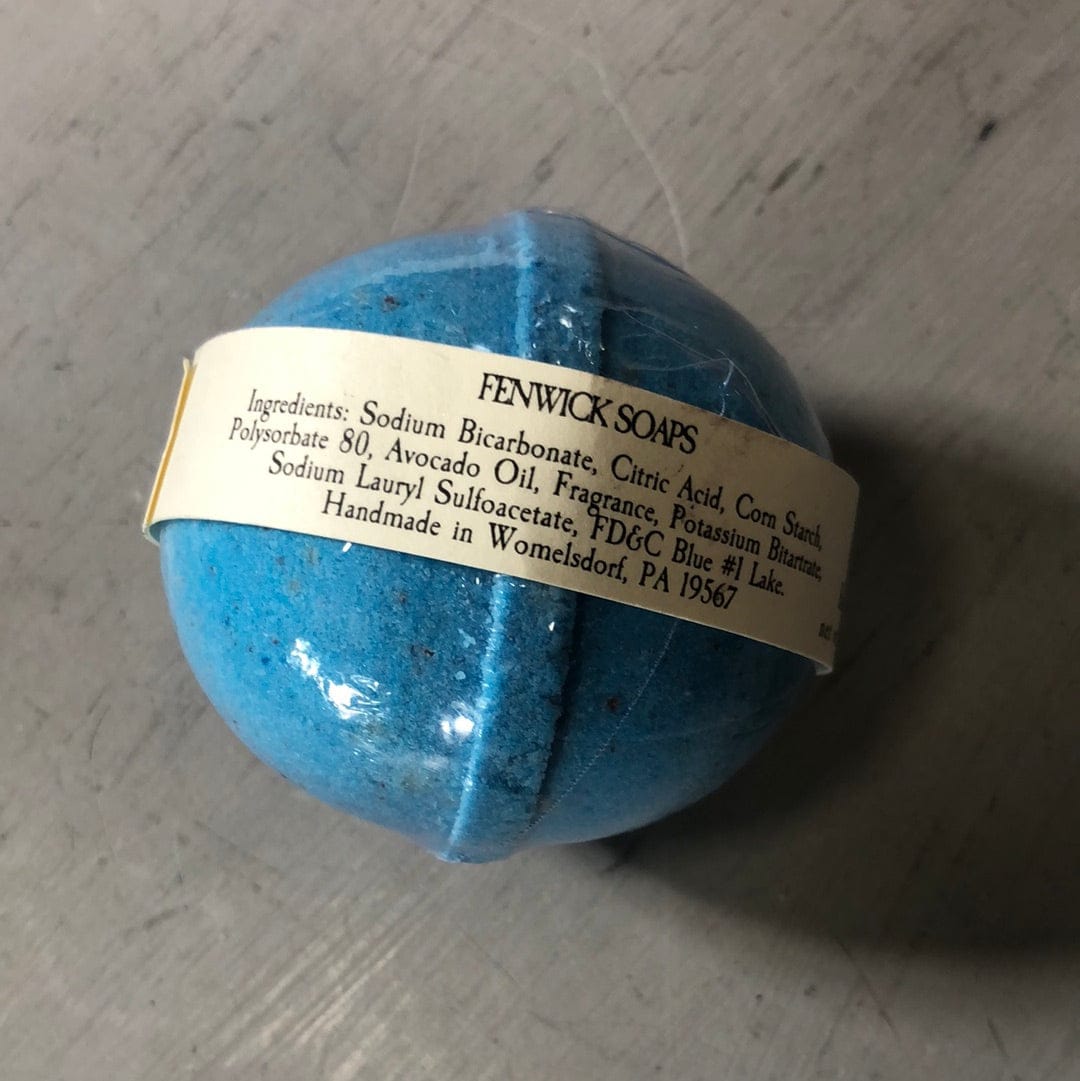 FENWICK SOAPS
Ingredients: Sodium Bicarbonate, Citric Acid, Corn Starch,
Polysorbate 80, Avocado Oil, Fragrance, Potassium Bitartrate,
Sodium Lauryl Sulfoacetate, FD&C Blue #1 Lake.
Handmade in Womelsdorf, PA 19567